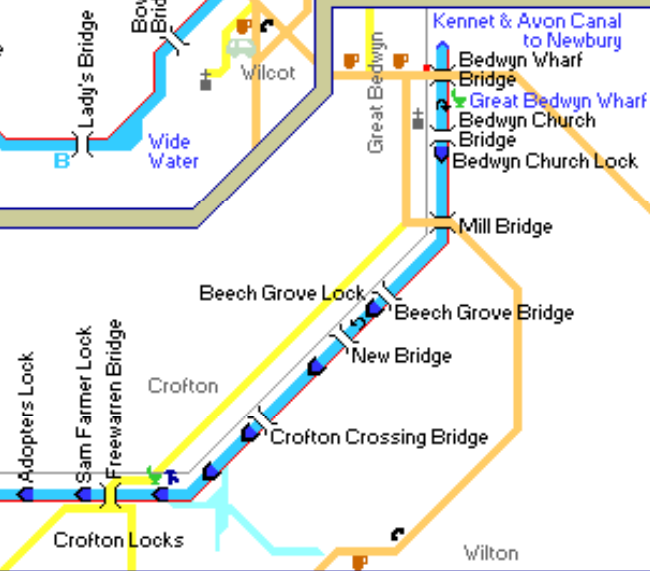 Kennet & Avon Canal
to Newbury
Lady's Bridge
Bow
Brid
Wilcot
Great Bedwyn
Bedwyn Wharf
Bridge
Great Bedwyn Wharf
Bedwyn Church
Bridge
Bedwyn Church Lock
Wide
Water
B
Mill Bridge
Beech Grove Lock
Beech Grove Bridge
New Bridge
Crofton
Crofton Crossing Bridge
Adopters Lock
Sam Farmer Lock
Freewarren Bridge
Crofton Locks
Wilton